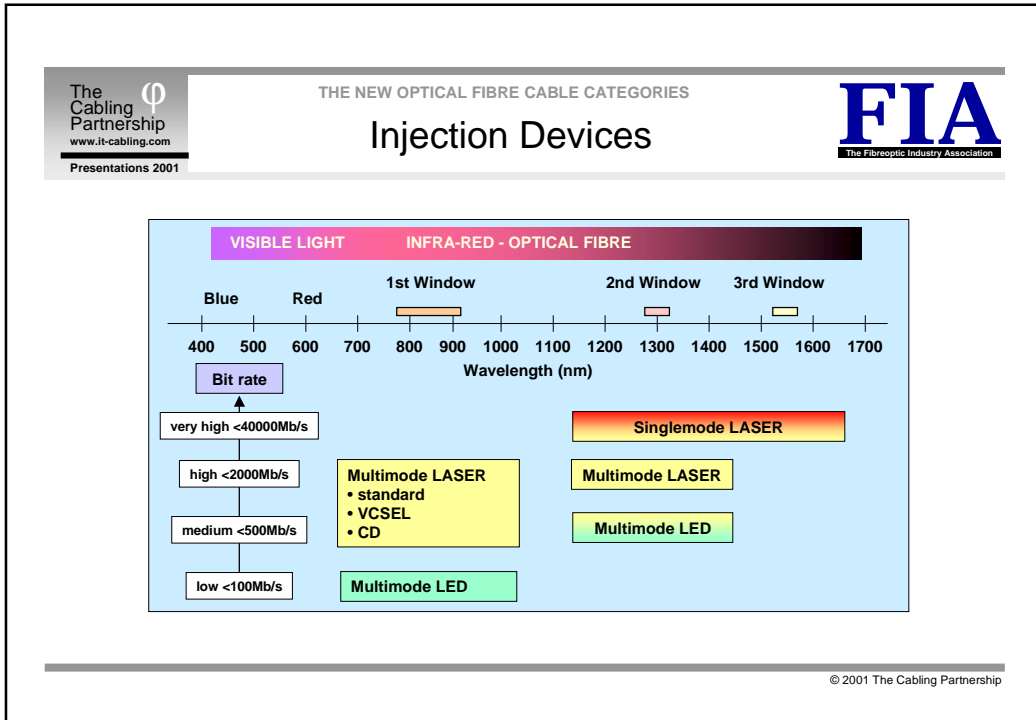 The
Cabling
Partnership
φ
www.it-cabling.com
Presentations 2001
THE NEW OPTICAL FIBRE CABLE CATEGORIES
Injection Devices
FIA
The Fibreoptic Industry Association
VISIBLE LIGHT INFRA-RED - OPTICAL FIBRE
1st Window 2nd Window 3rd Window
Blue Red
400 500 600 700 800 900 1000 1100 1200 1300 1400 1500 1600 1700
Wavelength (nm)
Bit rate
very high <40000Mb/s
Singlemode LASER
high <2000Mb/s
Multimode LASER
• standard
• VCSEL
• CD
Multimode LASER
medium <500Mb/s
Multimode LED
low <100Mb/s
Multimode LED
© 2001 The Cabling Partnership